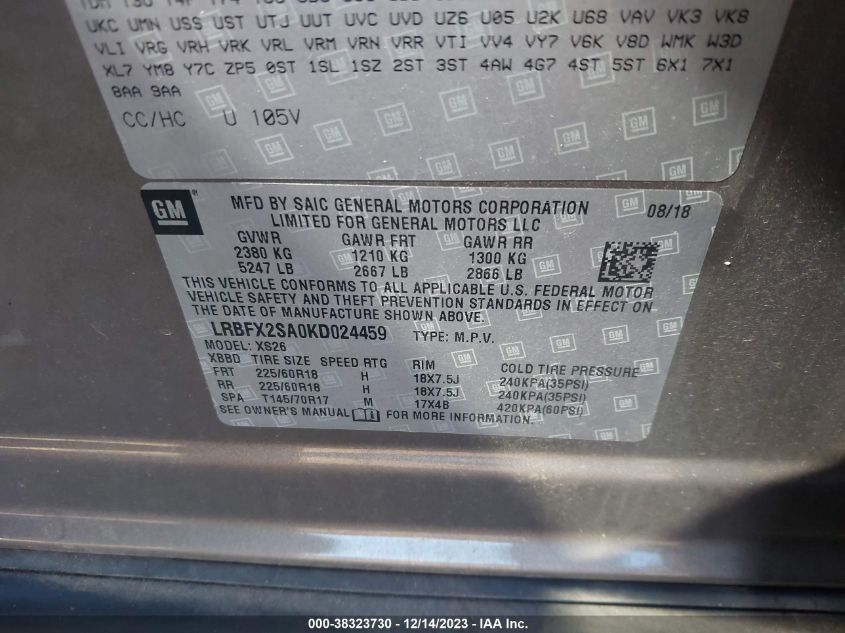 UKC UMN USS UST UTJ UUT UVC UVD UZ6 U05 U2K U68 VAV VK3 VK8
VLI VRG VRH VRK VRL VRM VRN VRR VTI VV4 VY7 V6K V8D WMK W3D
XL7 YM8 Y7C ZP5 0ST 1SL 1SZ 2ST 3ST 4AW 4G7 4ST 5ST 6X1 7X1
8AA 9AA
CC/HC U 105V
GM
MFD BY SAIC GENERAL MOTORS CORPORATION 08/18
LIMITED FOR GENERAL MOTORS LLC
GVWR GAWR FRT GAWR RR
2380 KG 1210 KG 1300 KG
5247 LB 2667 LB 2866 LB
THIS VEHICLE CONFORMS TO ALL APPLICABLE U.S. FEDERAL MOTOR
VEHICLE SAFETY AND THEFT PREVENTION STANDARDS IN EFFECT ON
THE DATE OF MANUFACTURE SHOWN ABOVE.
LRBFX2SA0KD024459 TYPE: M.P.V.
MODEL: XS26
XBBD TIRE SIZE SPEED RTG RIM COLD TIRE PRESSURE
FRT 225/60R18 H 18X7.5J 240KPA(35PSI)
RR 225/60R18 H 18X7.5J 240KPA(35PSI)
SPA T145/70R17 M 17X4B 420KPA(60PSI)
SEE OWNER'S MANUAL FOR MORE INFORMATION.
000-38323730 - 12/14/2023 - IAA Inc.